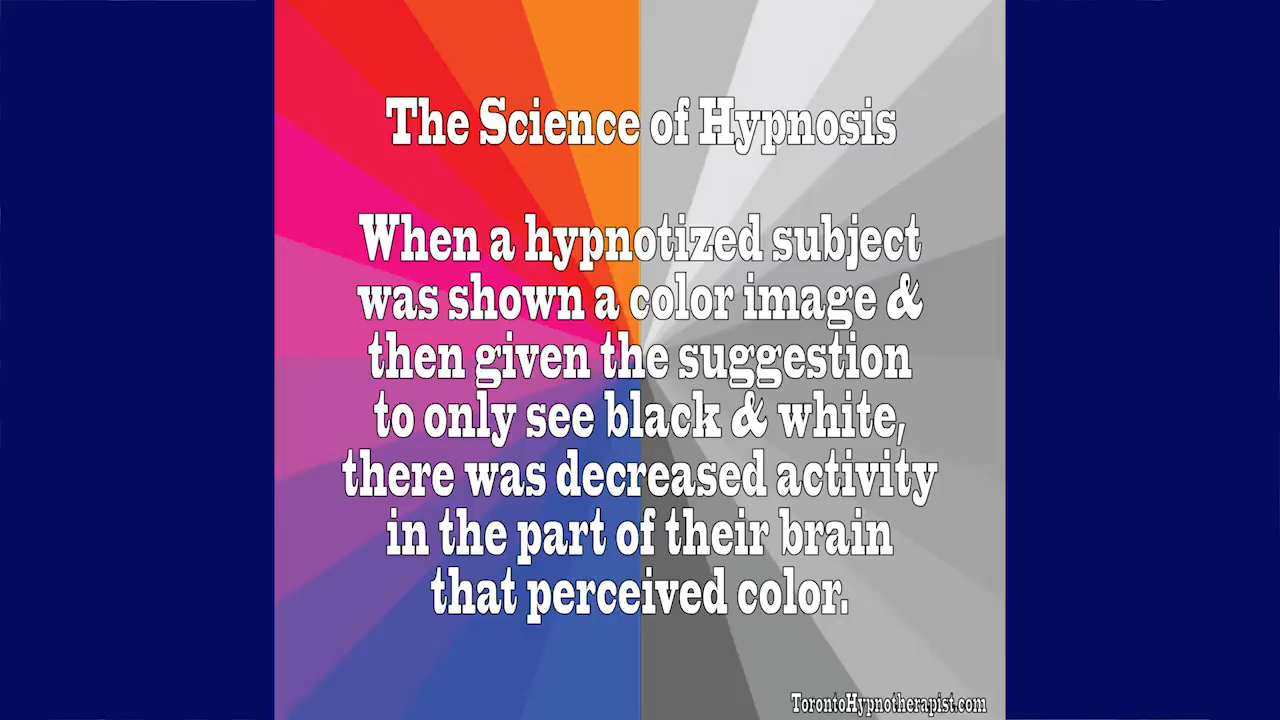 The Science of Hypnosis
When a hypnotized subject
was shown a color image &
then given the suggestion
to only see black & white,
there was decreased activity
in the part of their brain
that perceived color.
TorontoHypnotherapist.com